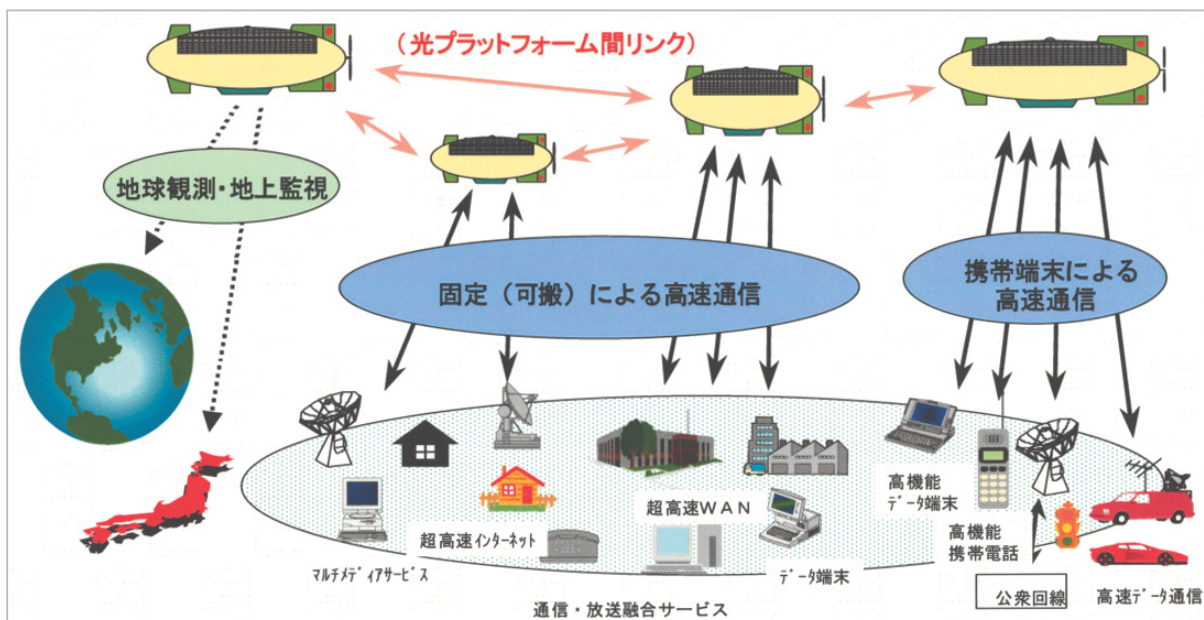 (光プラットフォーム間リンク)
地球観測・地上監視
固定（可搬）による高速通信
携帯端末による
高速通信
高機能
ﾃﾞｰﾀ端末
超高速ＷＡＮ
超高速ｲﾝﾀｰﾈｯﾄ
高機能
携帯電話
ﾏﾙﾁﾒﾃﾞｨｱｻｰﾋﾞｽ
ﾃﾞｰﾀ端末
公衆回線
高速ﾃﾞｰﾀ通信
通信・放送融合サービス